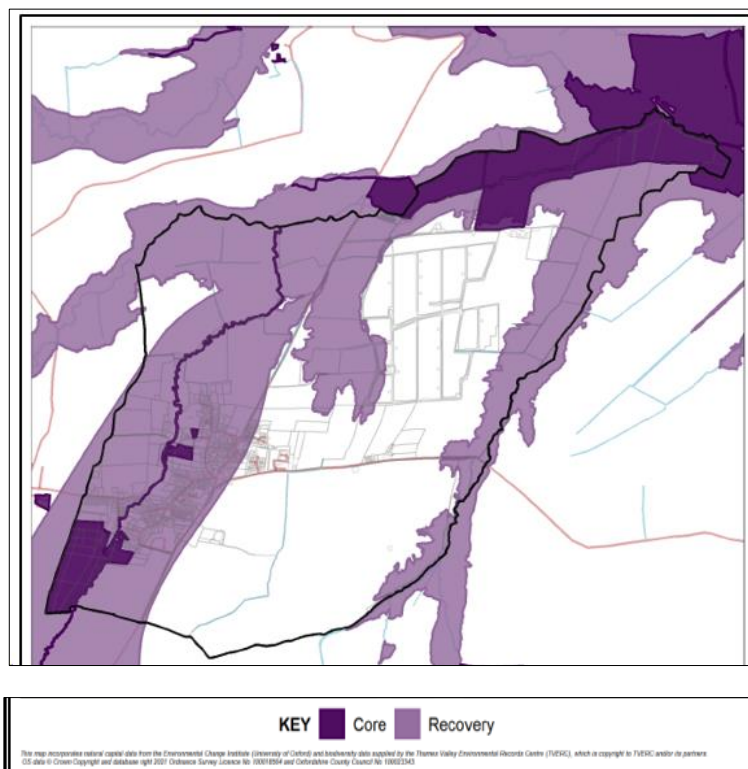 KEY Core Recovery
This map incorporates natural capital data from the Environmental Change Institute (University of Oxford) and biodiversity data supplied by the Thames Valley Environmental Records Centre (TVERC), which is copyright to TVERC and/or its partners.
OS data © Crown Copyright and database right 2021 Ordnance Survey Licence No and Oxfordshire County Council No